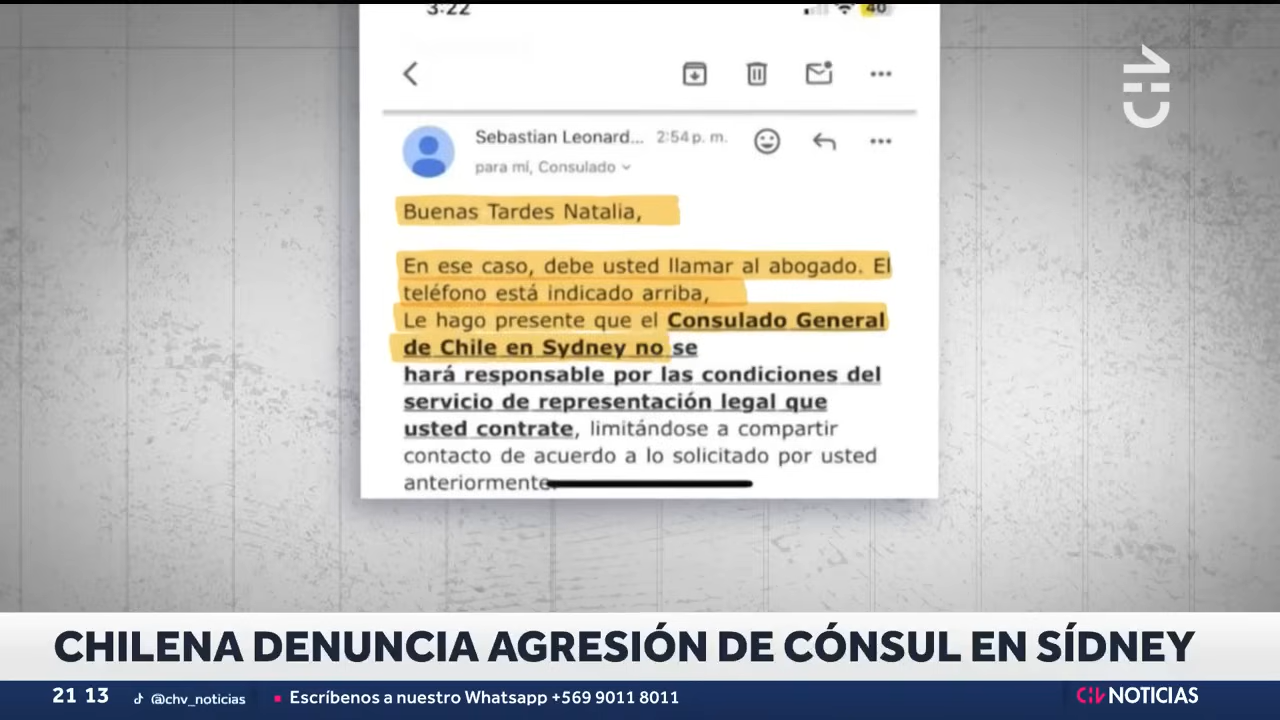 3:22
40
CHV
Sebastian Leonard... 2:54 p. m.
para mí, Consulado
Buenas Tardes Natalia,
En ese caso, debe usted llamar al abogado. El
teléfono está indicado arriba,
Le hago presente que el Consulado General
de Chile en Sydney no se
hará responsable por las condiciones del
servicio de representación legal que
usted contrate, limitándose a compartir
contacto de acuerdo a lo solicitado por usted
anteriormente.
CHILENA DENUNCIA AGRESIÓN DE CÓNSUL EN SÍDNEY
21 13 @chv_noticias Escríbenos a nuestro Whatsapp +569 9011 8011 CHV NOTICIAS